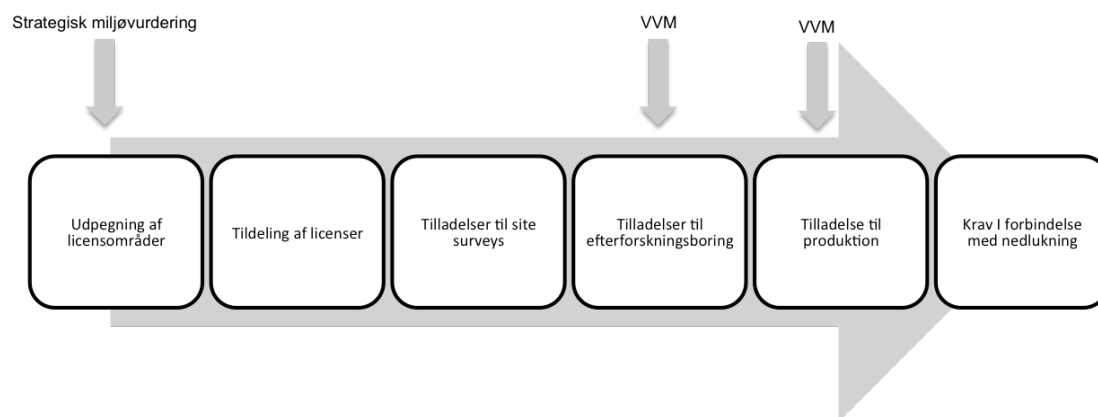 Strategisk miljøvurdering
VVM
VVM
Udpegning af
licensområder
Tildeling af licenser
Tilladelser til site
surveys
Tilladelser til
efterforskningsboring
Tilladelse til
produktion
Krav I forbindelse
med nedlukning